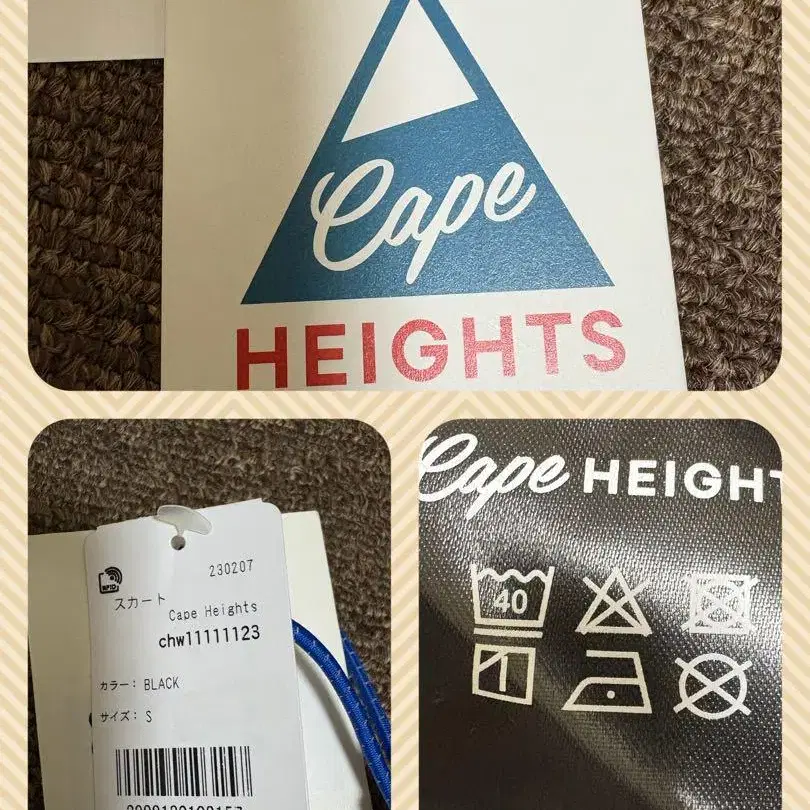 Cape
HEIGHTS
230207
RFID
スカート
Cape Heights
chw11111123
カラー: BLACK
サイズ: S
Cape HEIGHT
40